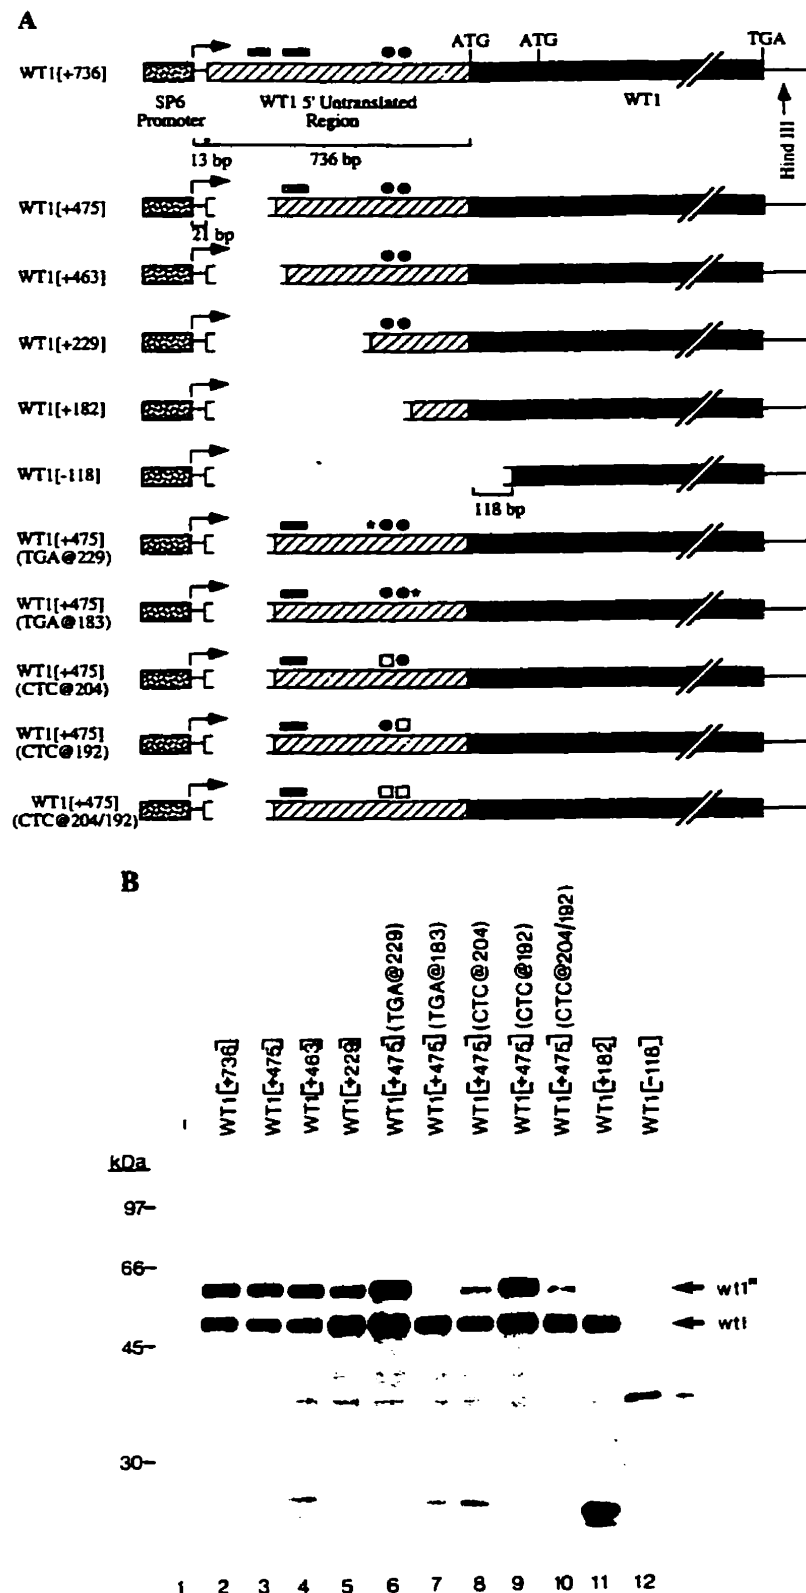 A
ATG ATG TGA
WT1[+736]
SP6 Promoter
WT1 5' Untranslated Region
WT1
Hind III
13 bp
736 bp
WT1[+475]
21 bp
WT1[+463]
WT1[+229]
WT1[+182]
WT1[-118]
118 bp
WT1[+475]
(TGA@229)
WT1[+475]
(TGA@183)
WT1[+475]
(CTC@204)
WT1[+475]
(CTC@192)
WT1[+475]
(CTC@204/192)
B
-
WT1[+736]
WT1[+475]
WT1[+463]
WT1[+229]
WT1[+475](TGA@229)
WT1[+475](TGA@183)
WT1[+475](CTC@204)
WT1[+475](CTC@192)
WT1[+475](CTC@204/192)
WT1[+182]
WT1[-118]
kDa
97-
66-
wt1
45-
30-
1 2 3 4 5 6 7 8 9 10 11 12